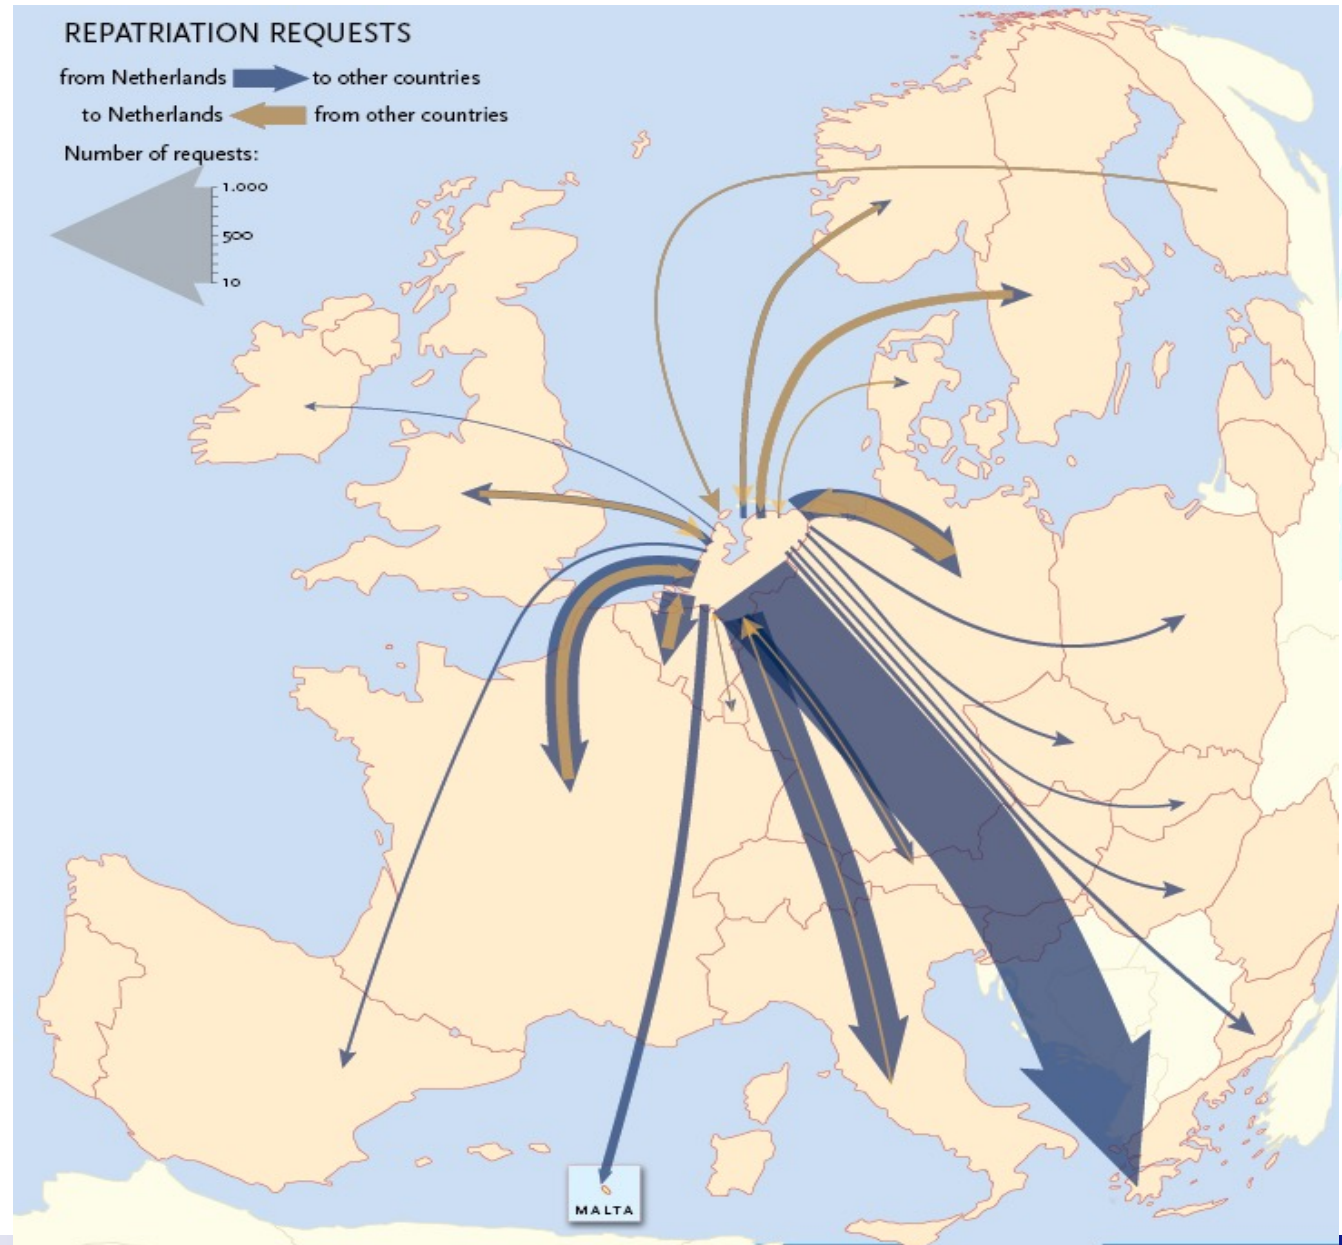 REPATRIATION REQUESTS
from Netherlands to other countries
to Netherlands from other countries
Number of requests:
1.000
500
10
MALTA